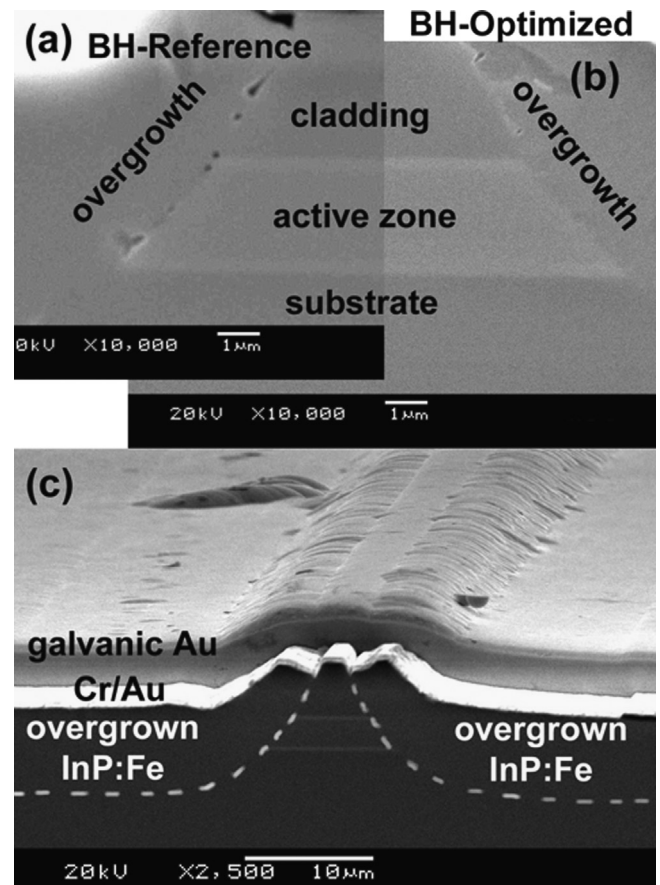 (a)
BH-Reference
BH-Optimized
(b)
overgrowth
cladding
overgrowth
active zone
substrate
0kV X10,000 1μm
20kV X10,000 1μm
(c)
galvanic Au
Cr/Au
overgrown
InP:Fe
overgrown
InP:Fe
20kV X2,500 10μm